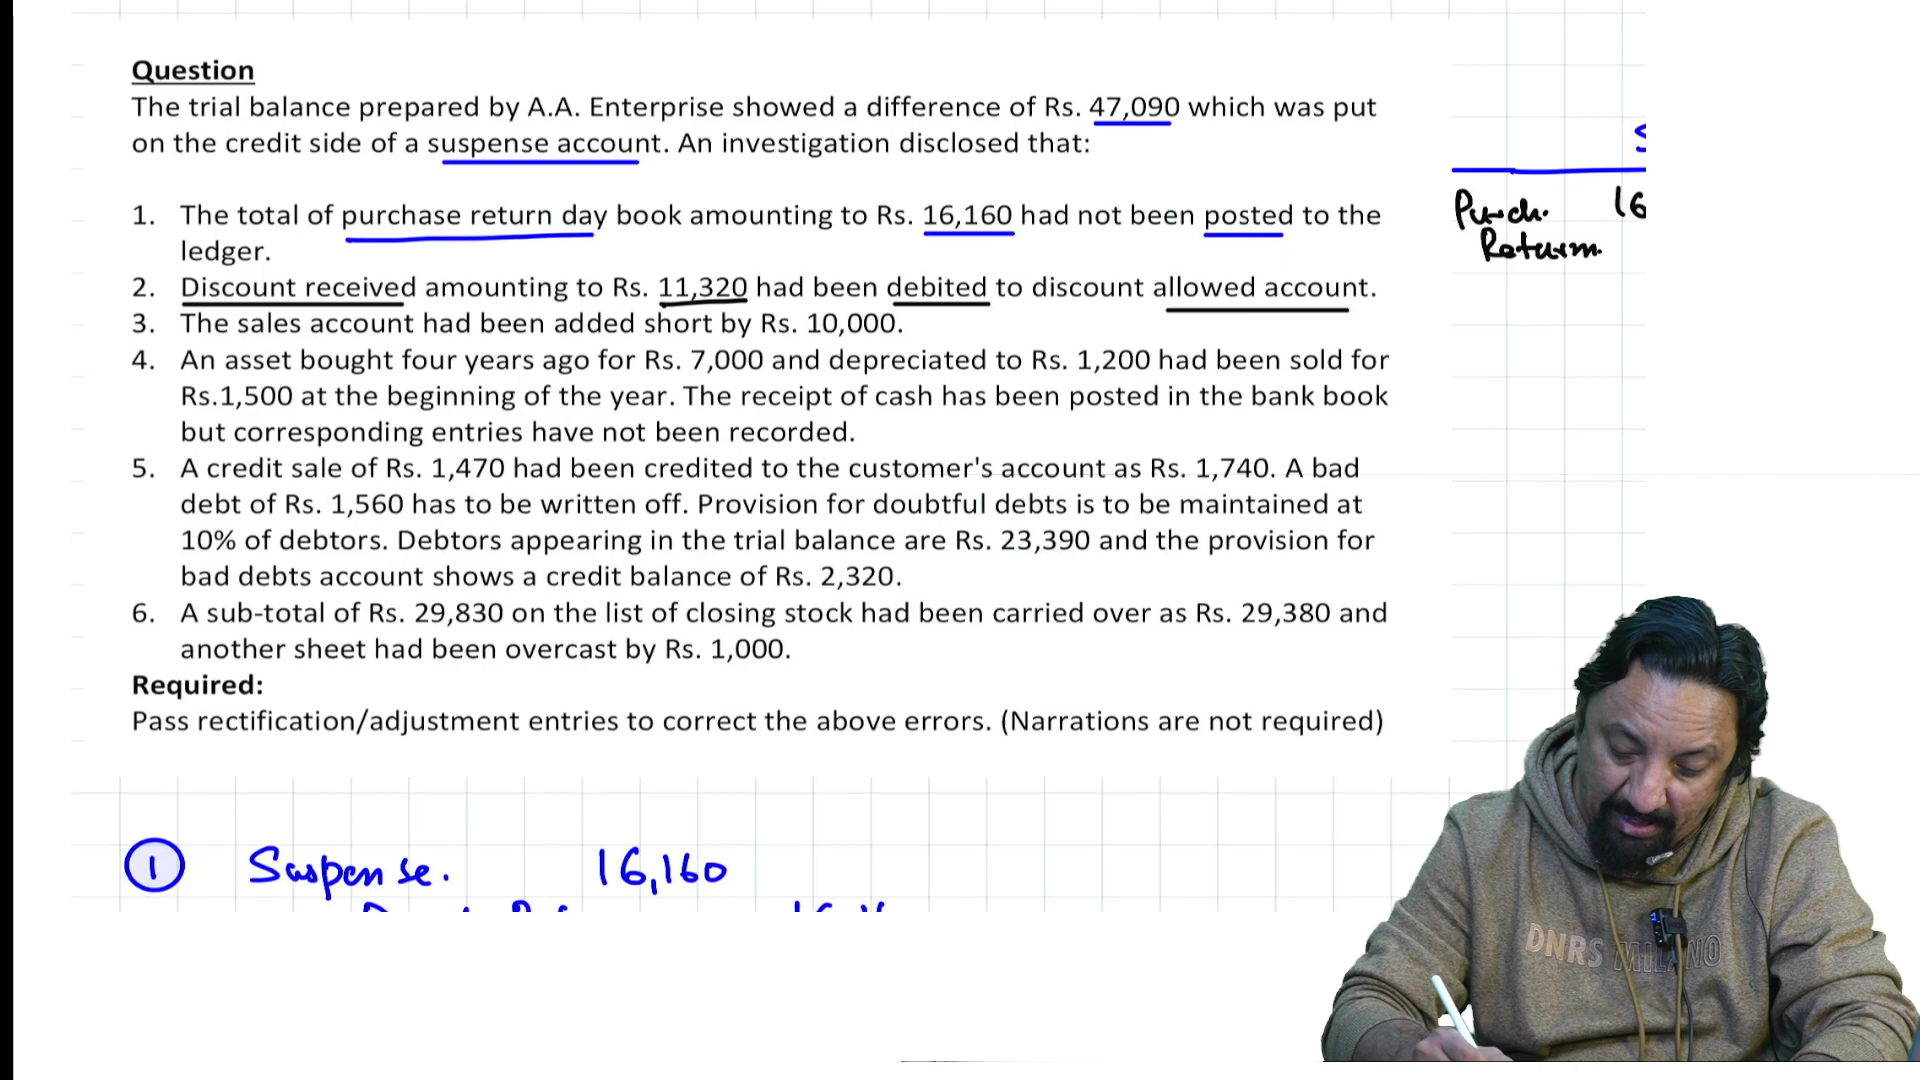 Question
The trial balance prepared by A.A. Enterprise showed a difference of Rs. 47,090 which was put
on the credit side of a suspense account. An investigation disclosed that:
1. The total of purchase return day book amounting to Rs. 16,160 had not been posted to the
ledger.
2. Discount received amounting to Rs. 11,320 had been debited to discount allowed account.
3. The sales account had been added short by Rs. 10,000.
4. An asset bought four years ago for Rs. 7,000 and depreciated to Rs. 1,200 had been sold for
Rs.1,500 at the beginning of the year. The receipt of cash has been posted in the bank book
but corresponding entries have not been recorded.
5. A credit sale of Rs. 1,470 had been credited to the customer's account as Rs. 1,740. A bad
debt of Rs. 1,560 has to be written off. Provision for doubtful debts is to be maintained at
10% of debtors. Debtors appearing in the trial balance are Rs. 23,390 and the provision for
bad debts account shows a credit balance of Rs. 2,320.
6. A sub-total of Rs. 29,830 on the list of closing stock had been carried over as Rs. 29,380 and
another sheet had been overcast by Rs. 1,000.
Required:
Pass rectification/adjustment entries to correct the above errors. (Narrations are not required)
Purch. 16
Return.
1 Suspense. 16,160
DNRS MILANO